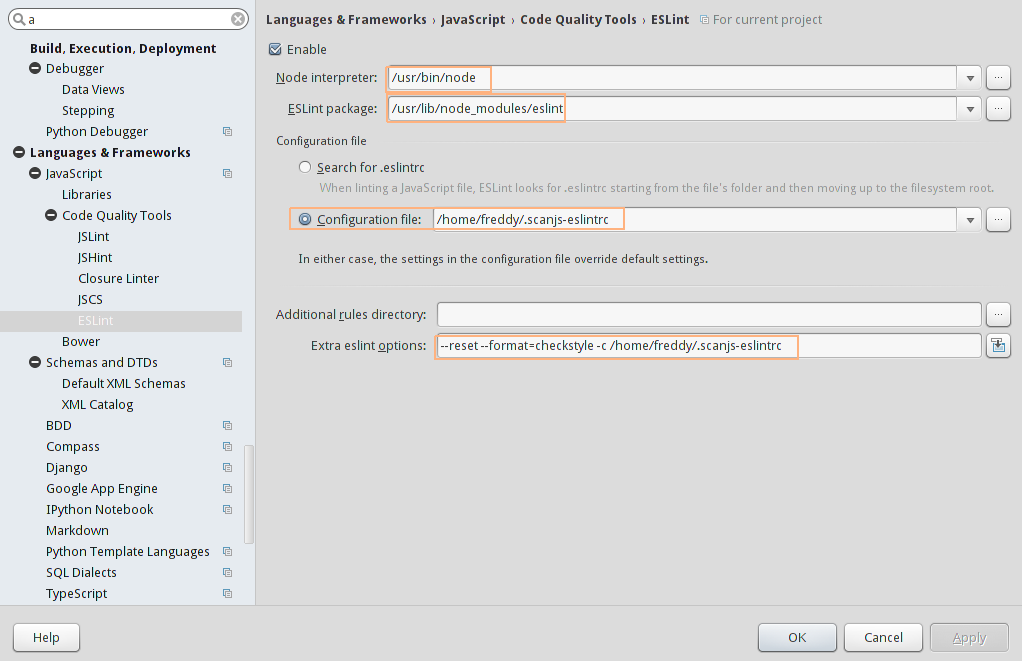 a
Build, Execution, Deployment
Debugger
Data Views
Stepping
Python Debugger
Languages & Frameworks
JavaScript
Libraries
Code Quality Tools
JSLint
JSHint
Closure Linter
JSCS
ESLint
Bower
Schemas and DTDs
Default XML Schemas
XML Catalog
BDD
Compass
Django
Google App Engine
IPython Notebook
Markdown
Python Template Languages
SQL Dialects
TypeScript
Languages & Frameworks › JavaScript › Code Quality Tools › ESLint For current project
Enable
Node interpreter: /usr/bin/node ...
ESLint package: /usr/lib/node_modules/eslint ...
Configuration file
Search for .eslintrc
When linting a JavaScript file, ESLint looks for .eslintrc starting from the file's folder and then moving up to the filesystem root.
Configuration file: /home/freddy/.scanjs-eslintrc ...
In either case, the settings in the configuration file override default settings.
Additional rules directory: ...
Extra eslint options: --reset --format=checkstyle -c /home/freddy/.scanjs-eslintrc
Help OK Cancel Apply